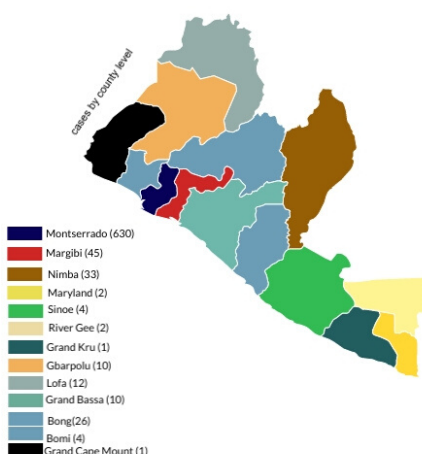 cases by county level
Montserrado (630)
Margibi (45)
Nimba (33)
Maryland (2)
Sinoe (4)
River Gee (2)
Grand Kru (1)
Gbarpolu (10)
Lofa (12)
Grand Bassa (10)
Bong(26)
Bomi (4)
Grand Cape Mount (1)